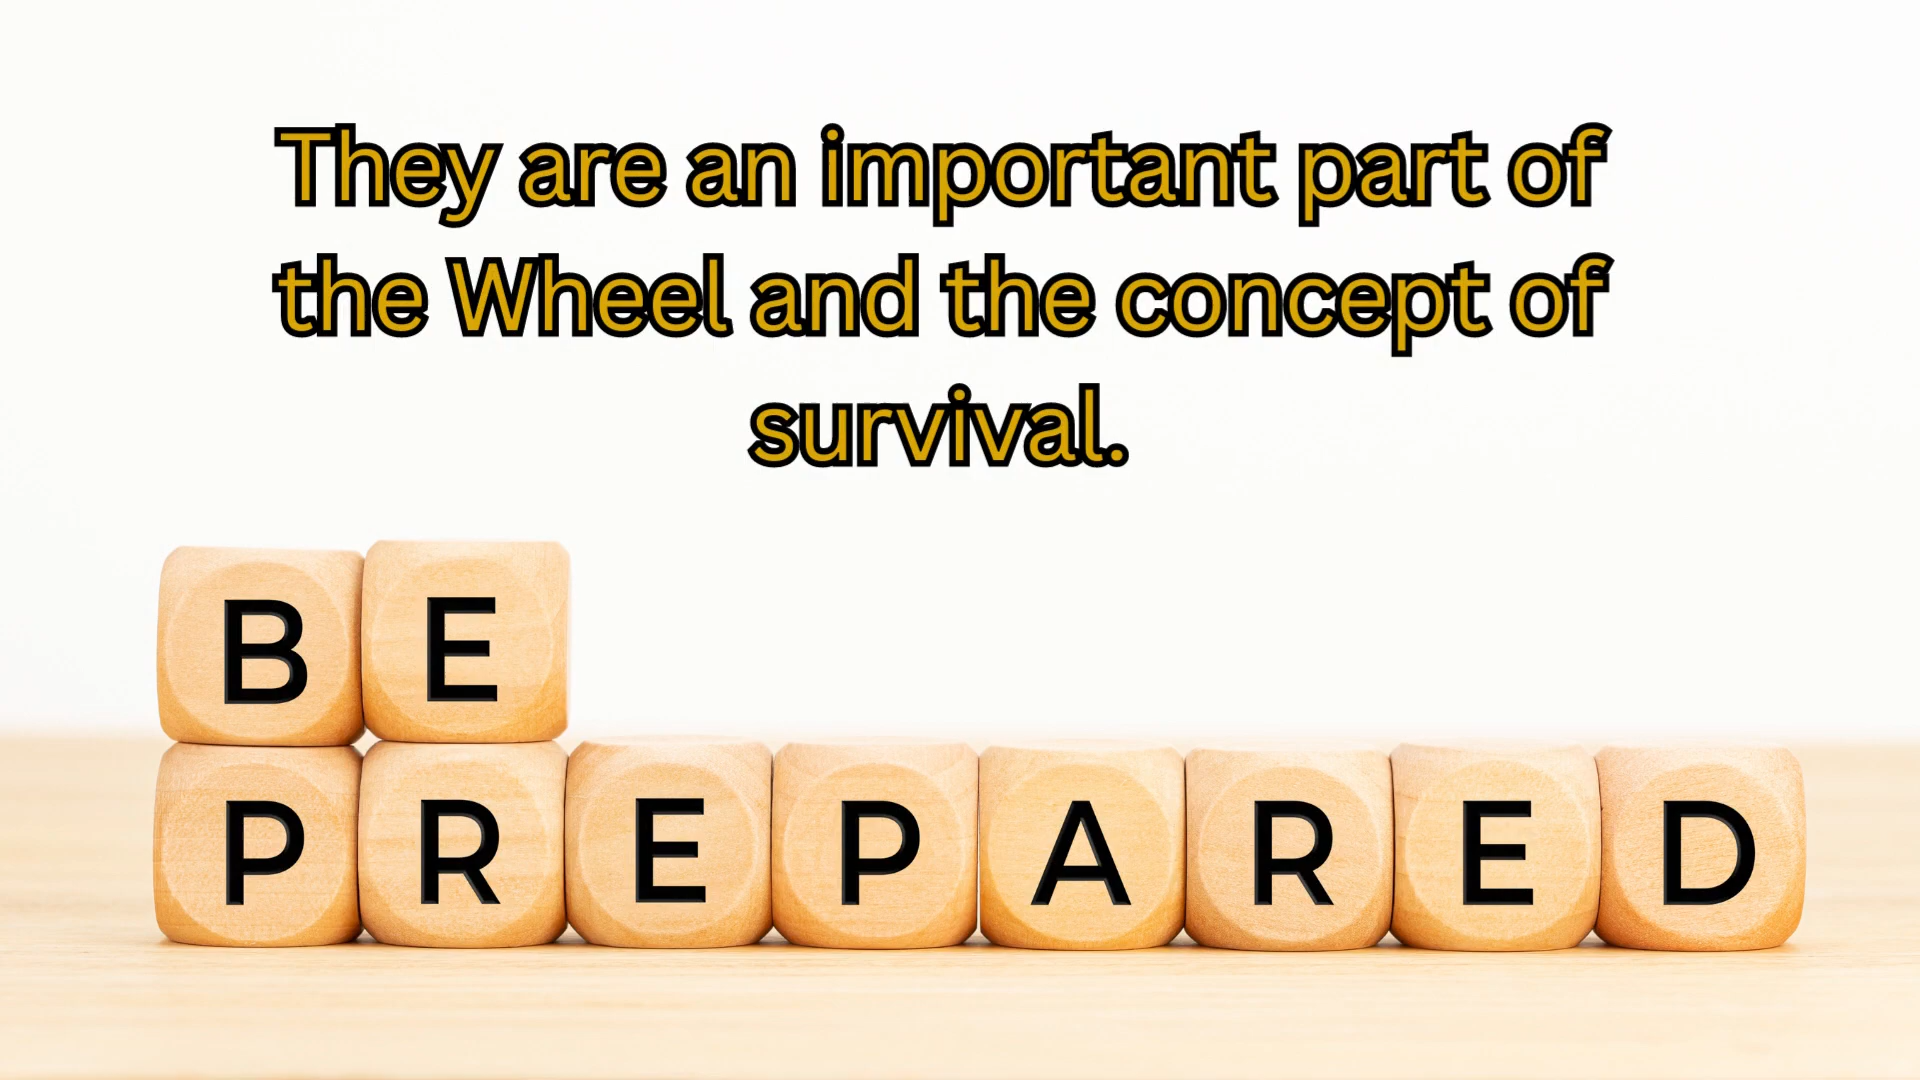 They are an important part of
the Wheel and the concept of
survival.
BE
PREPARED